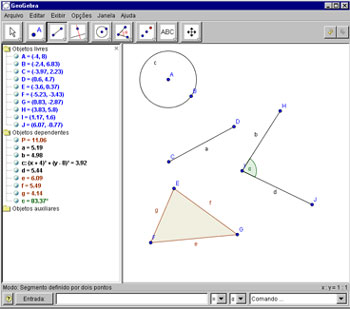 GeoGebra
Arquivo Editar Exibir Opções Janela Ajuda
A ABC
Objetos livres
A = (-4, 8)
B = (-2.4, 6.83)
C = (-3.97, 2.23)
D = (0.6, 4.7)
E = (-3.6, 0.37)
F = (-5.23, -3.43)
G = (0.83, -2.87)
H = (3.83, 5.8)
I = (1.17, 1.6)
J = (6.07, -0.77)
Objetos dependentes
P = 11.06
a = 5.19
b = 4.98
c: (x + 4)² + (y - 8)² = 3.92
d = 5.44
e = 6.09
f = 5.49
g = 4.14
83.37°
Objetos auxiliares
c
A
B
H
D
b
a
C
d
J
E
g
f
G
F
e
Modo: Segmento definido por dois pontos
x : y = 1 : 1
Entrada:
Comando ...